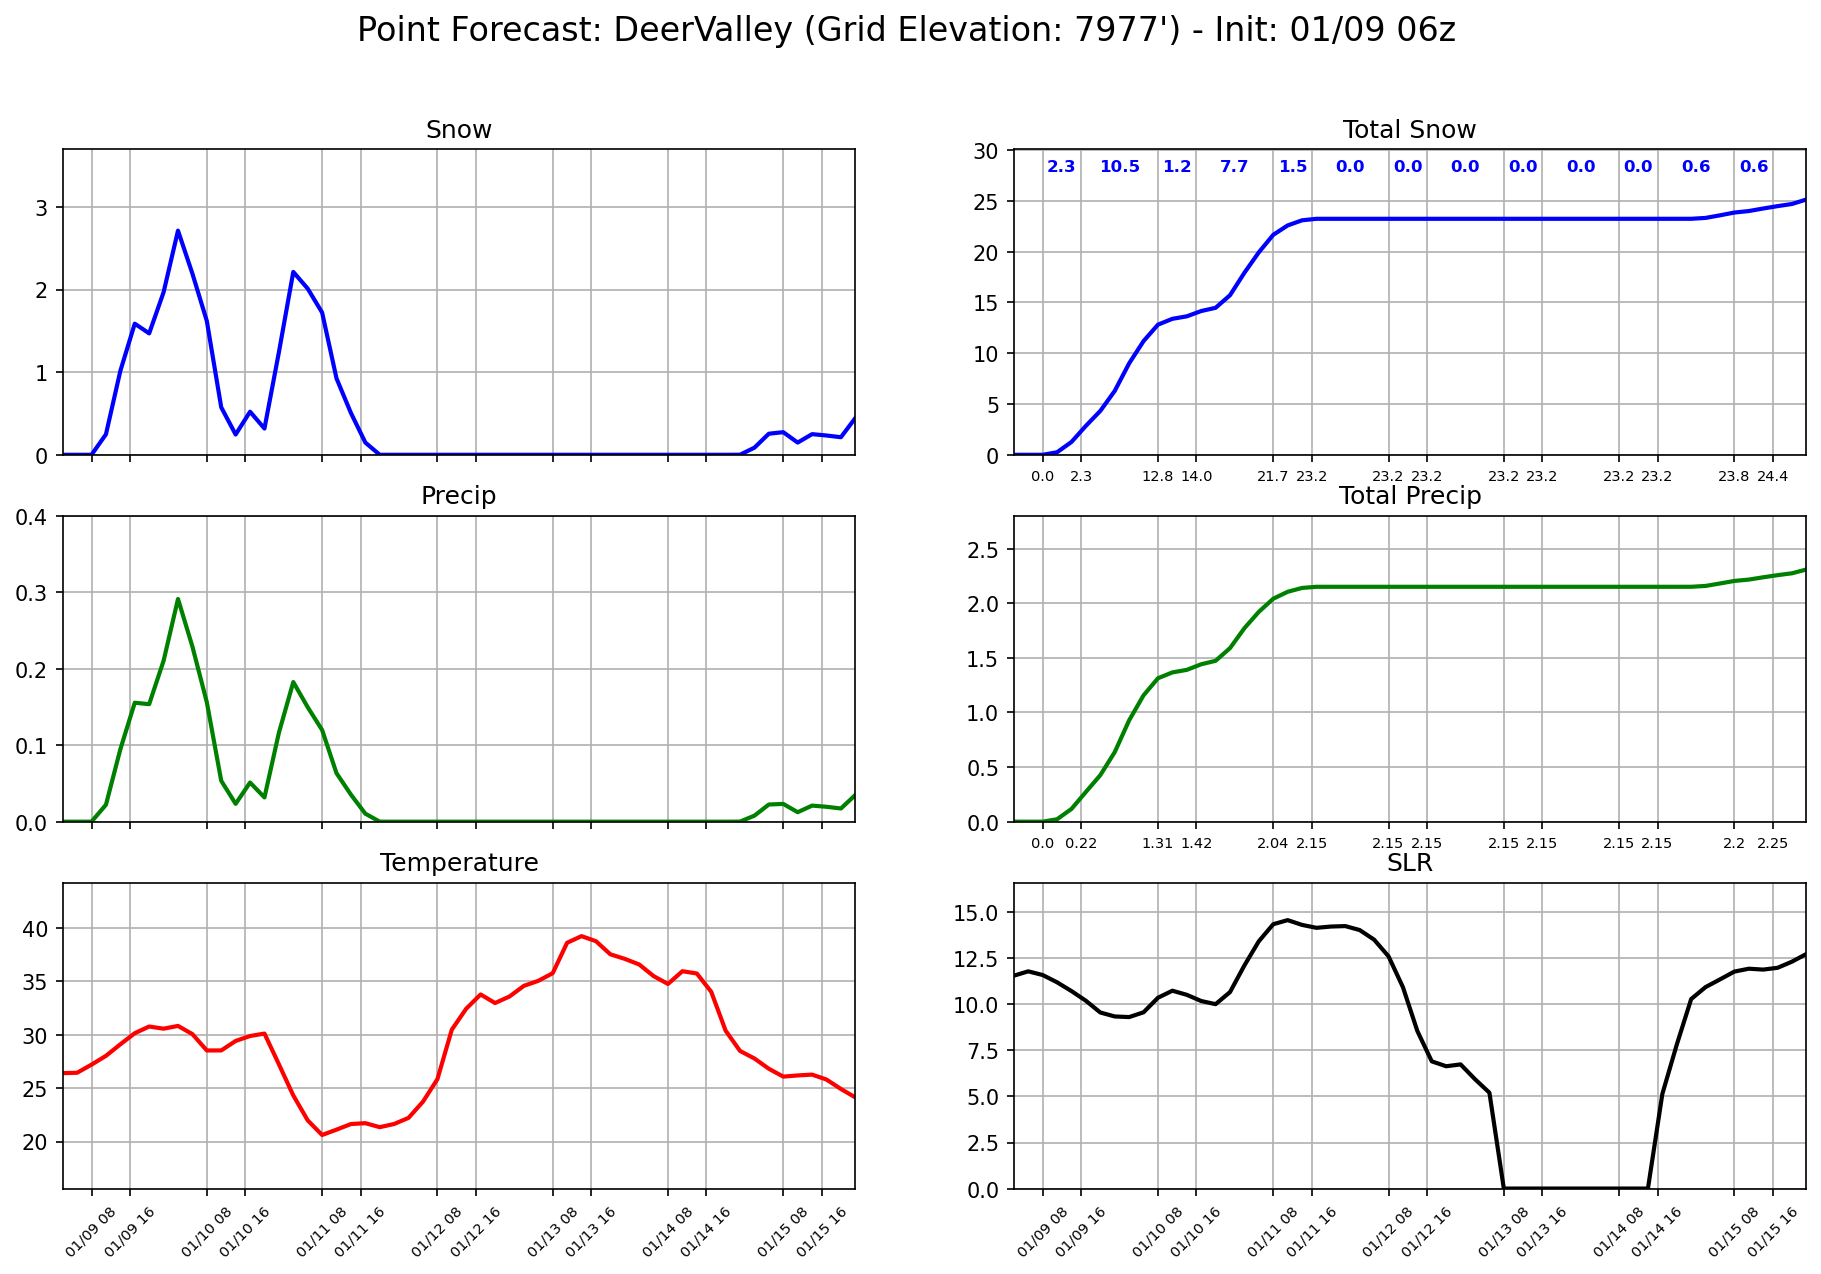 Point Forecast: DeerValley (Grid Elevation: 7977') - Init: 01/09 06z
Snow
3
2
1
0
Total Snow
30
25
20
15
10
5
0
2.3 10.5 1.2 7.7 1.5 0.0 0.0 0.0 0.0 0.0 0.0 0.6 0.6
0.0 2.3 12.8 14.0 21.7 23.2 23.2 23.2 23.2 23.2 23.2 23.2 23.8 24.4
Precip
0.4
0.3
0.2
0.1
0.0
Total Precip
2.5
2.0
1.5
1.0
0.5
0.0
0.0 0.22 1.31 1.42 2.04 2.15 2.15 2.15 2.15 2.15 2.15 2.15 2.2 2.25
Temperature
40
35
30
25
20
01/09 08 01/09 16 01/10 08 01/10 16 01/11 08 01/11 16 01/12 08 01/12 16 01/13 08 01/13 16 01/14 08 01/14 16 01/15 08 01/15 16
SLR
15.0
12.5
10.0
7.5
5.0
2.5
0.0
01/09 08 01/09 16 01/10 08 01/10 16 01/11 08 01/11 16 01/12 08 01/12 16 01/13 08 01/13 16 01/14 08 01/14 16 01/15 08 01/15 16